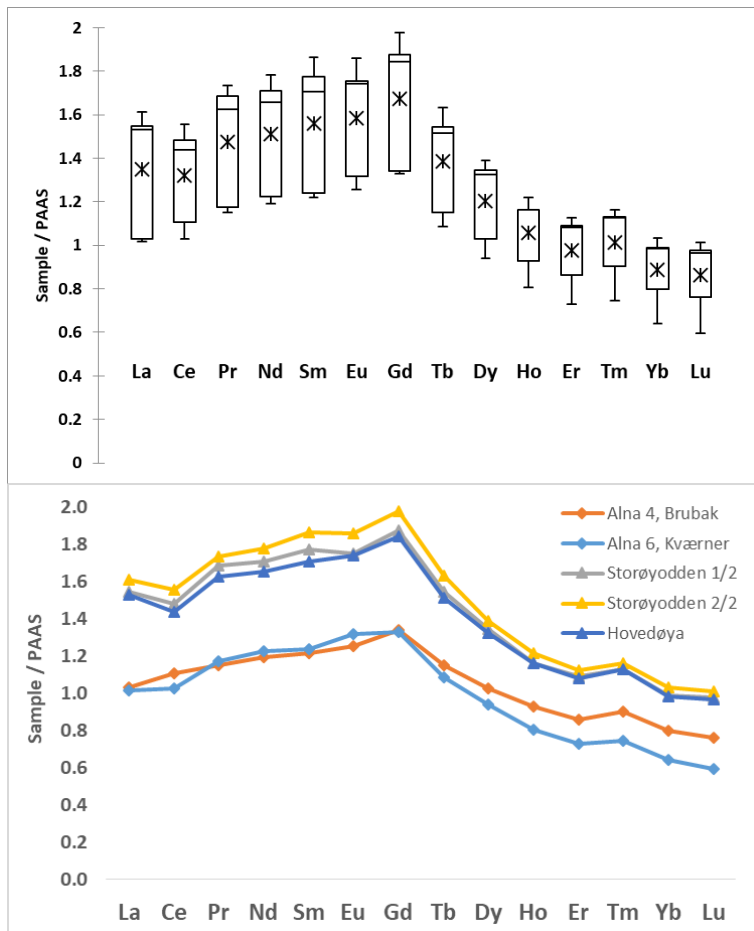 2
1.8
1.6
1.4
1.2
1
0.8
0.6
0.4
0.2
0
Sample / PAAS
La Ce Pr Nd Sm Eu Gd Tb Dy Ho Er Tm Yb Lu
2.0
1.8
1.6
1.4
1.2
1.0
0.8
0.6
0.4
0.2
0.0
Sample / PAAS
Alna 4, Brubak
Alna 6, Kværner
Storøyodden 1/2
Storøyodden 2/2
Hovedøya
La Ce Pr Nd Sm Eu Gd Tb Dy Ho Er Tm Yb Lu